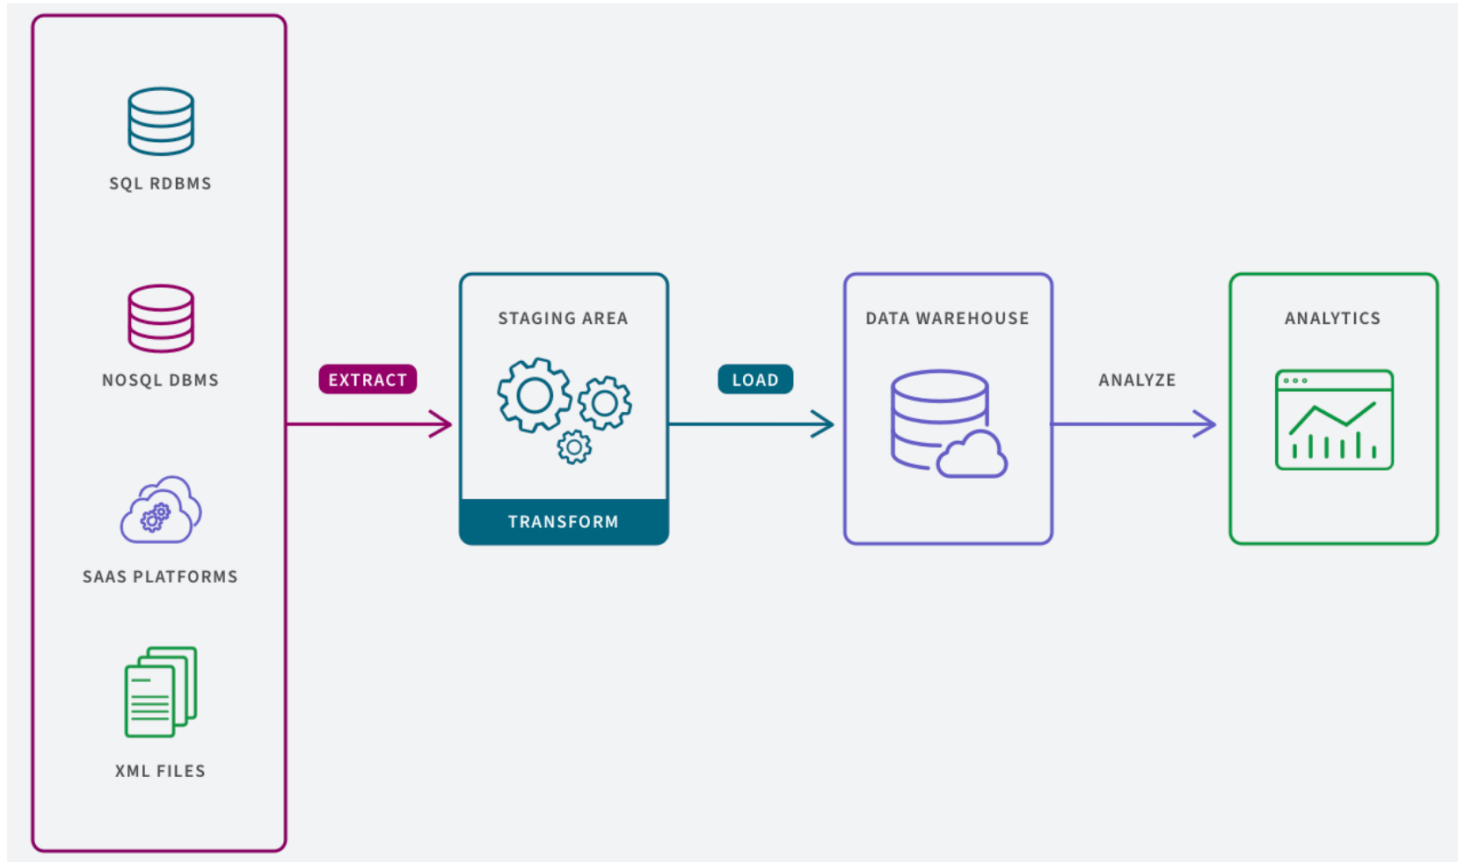 SQL RDBMS
NOSQL DBMS
SAAS PLATFORMS
XML FILES
EXTRACT
STAGING AREA
TRANSFORM
LOAD
DATA WAREHOUSE
ANALYZE
ANALYTICS